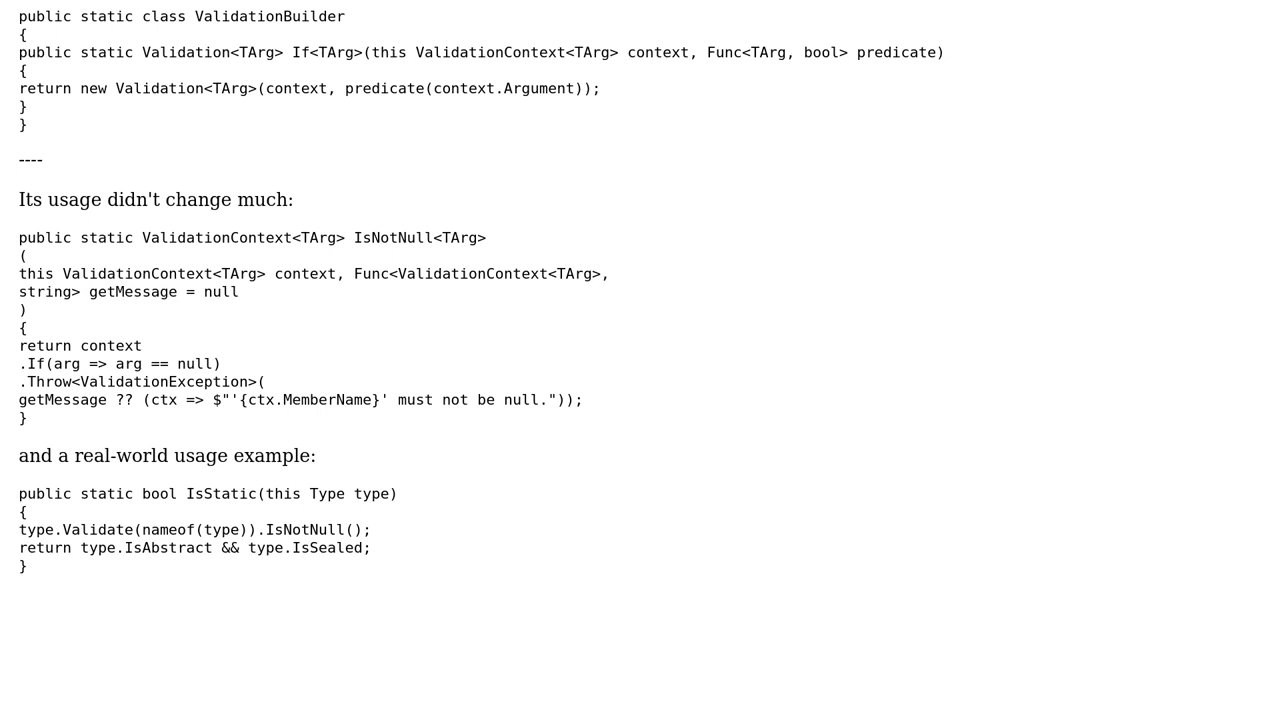 public static class ValidationBuilder
{
public static Validation<TArg> If<TArg>(this ValidationContext<TArg> context, Func<TArg, bool> predicate)
{
return new Validation<TArg>(context, predicate(context.Argument));
}
}
----
Its usage didn't change much:
public static ValidationContext<TArg> IsNotNull<TArg>
(
this ValidationContext<TArg> context, Func<ValidationContext<TArg>,
string> getMessage = null
)
{
return context
.If(arg => arg == null)
.Throw<ValidationException>(
getMessage ?? (ctx => $"'{ctx.MemberName}' must not be null."));
}
and a real-world usage example:
public static bool IsStatic(this Type type)
{
type.Validate(nameof(type)).IsNotNull();
return type.IsAbstract && type.IsSealed;
}